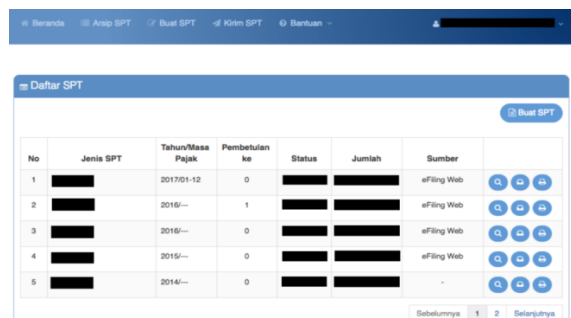 Beranda Arsip SPT Buat SPT Kirim SPT Bantuan
Daftar SPT
Buat SPT
No Jenis SPT Tahun/Masa Pajak Pembetulan ke Status Jumlah Sumber
1 2017/01-12 0 eFiling Web
2 2016/--- 1 eFiling Web
3 2016/--- 0 eFiling Web
4 2015/--- 0 eFiling Web
5 2014/--- 0 -
Sebelumnya 1 2 Selanjutnya